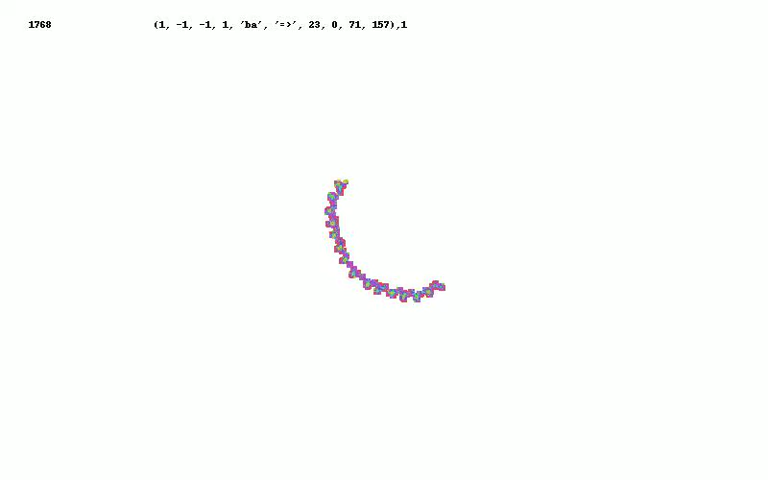 1768 (1, -1, -1, 1, 'ba', '=>', 23, 0, 71, 157),1